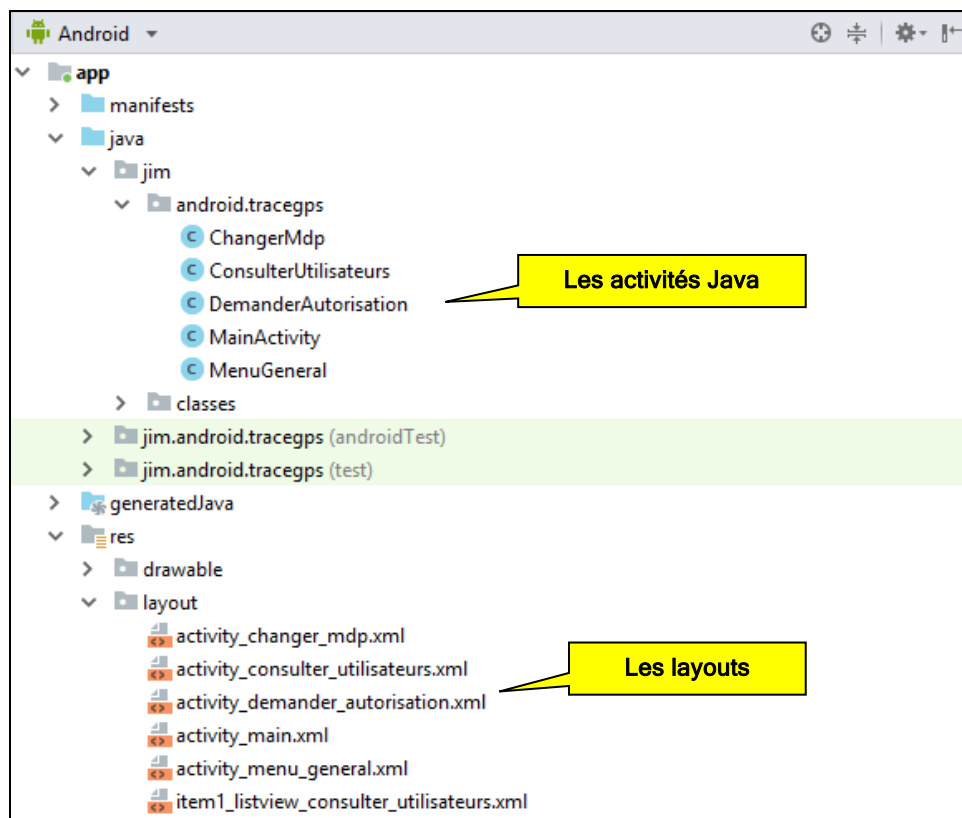 Android
app
manifests
java
jim
android.tracegps
C ChangerMdp
C ConsulterUtilisateurs
Les activités Java
C DemanderAutorisation
C MainActivity
C MenuGeneral
classes
jim.android.tracegps (androidTest)
jim.android.tracegps (test)
generatedJava
res
drawable
layout
activity_changer_mdp.xml
activity_consulter_utilisateurs.xml
Les layouts
activity_demander_autorisation.xml
activity_main.xml
activity_menu_general.xml
item1_listview_consulter_utilisateurs.xml